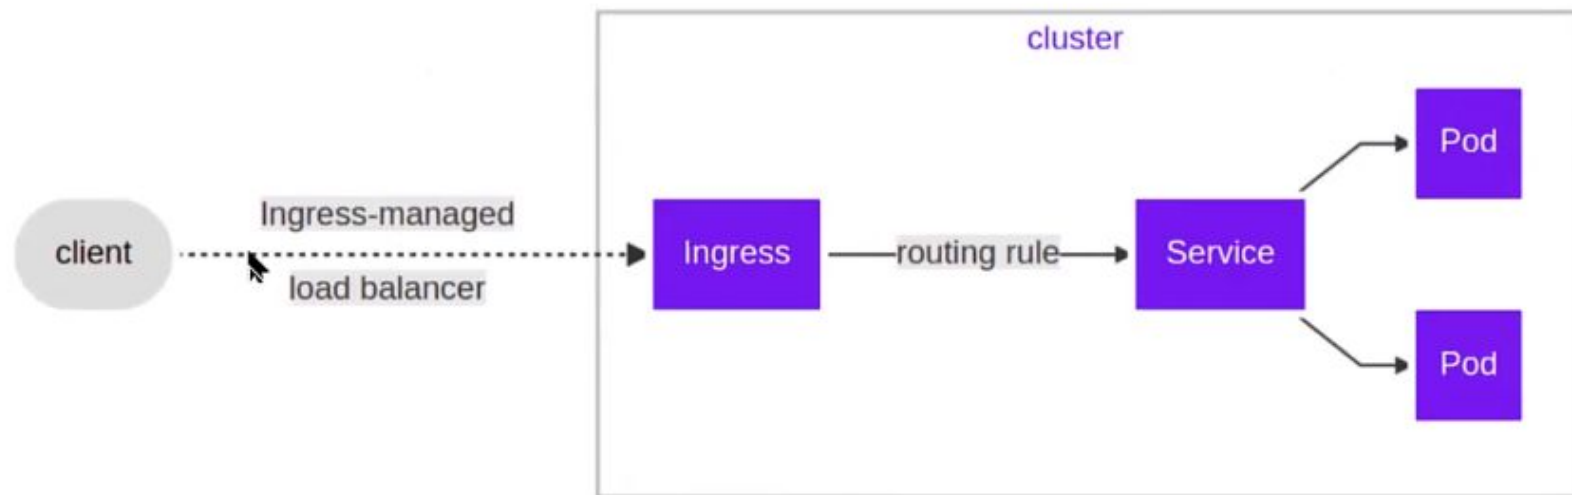 cluster
Pod
Ingress-managed
client
load balancer
Ingress
routing rule
Service
Pod